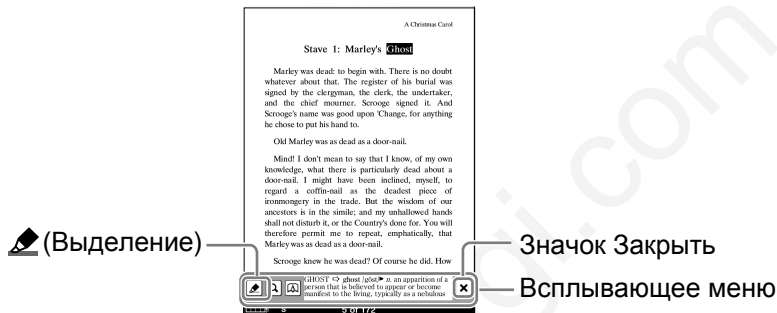 A Christmas Carol
Stave 1: Marley's Ghost
Marley was dead: to begin with. There is no doubt
whatever about that. The register of his burial was
signed by the clergyman, the clerk, the undertaker,
and the chief mourner. Scrooge signed it. And
Scrooge's name was good upon 'Change, for anything
he chose to put his hand to.
Old Marley was as dead as a door-nail.
Mind! I don't mean to say that I know, of my own
knowledge, what there is particularly dead about a
door-nail. I might have been inclined, myself, to
regard a coffin-nail as the deadest piece of
ironmongery in the trade. But the wisdom of our
ancestors is in the simile; and my unhallowed hands
shall not disturb it, or the Country's done for. You will
therefore permit me to repeat, emphatically, that
Marley was as dead as a door-nail.
Scrooge knew he was dead? Of course he did. How
(Выделение)
Значок Закрыть
GHOST ➪ ghost /gōst/▶ n. an apparition of a
person that is believed to appear or become
manifest to the living, typically as a nebulous
Всплывающее меню
S 5 of 172
gi.com